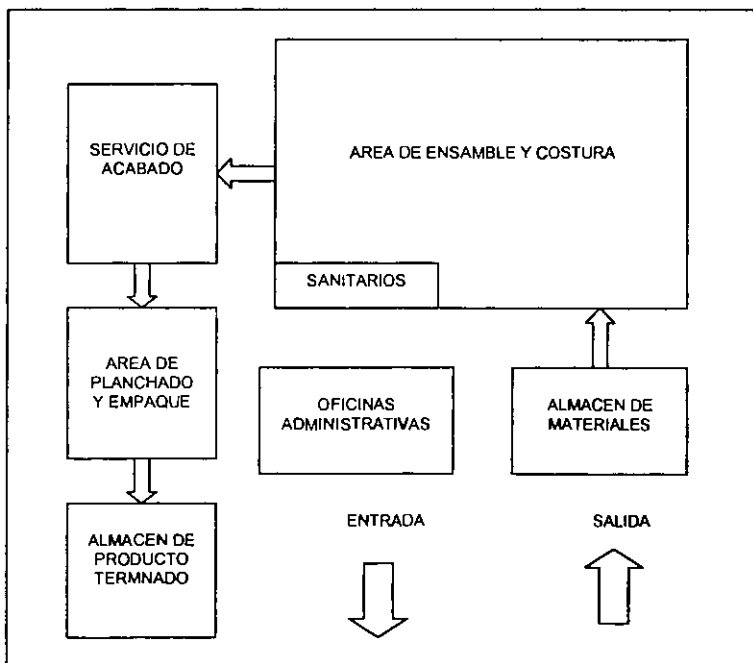 SERVICIO DE
ACABADO
AREA DE ENSAMBLE Y COSTURA
SANITARIOS
AREA DE
PLANCHADO
Y EMPAQUE
OFICINAS
ADMINISTRATIVAS
ALMACEN DE
MATERIALES
ALMACEN DE
PRODUCTO
TERMNADO
ENTRADA
SALIDA